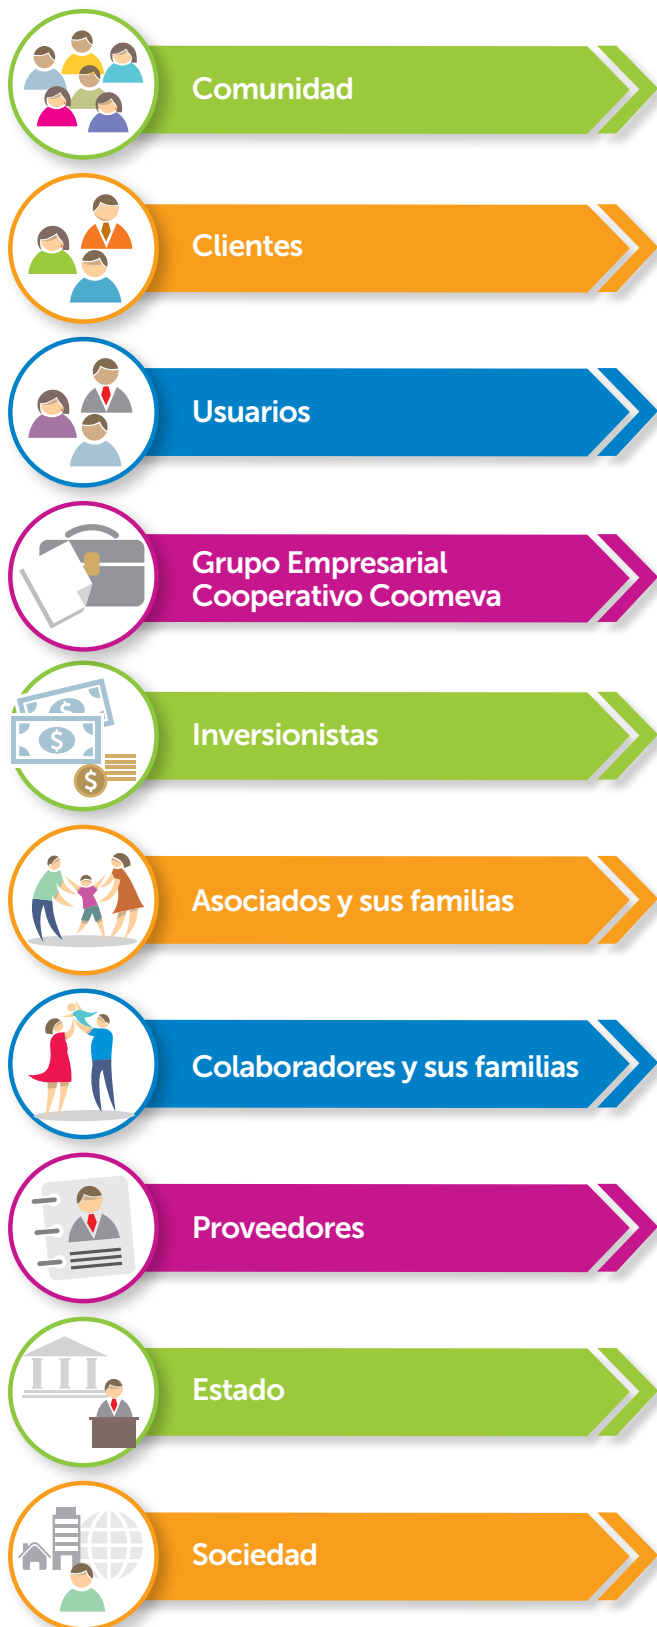 Comunidad
Clientes
Usuarios
Grupo Empresarial
Cooperativo Coomeva
$
$
$
Inversionistas
Asociados y sus familias
Colaboradores y sus familias
Proveedores
Estado
Sociedad